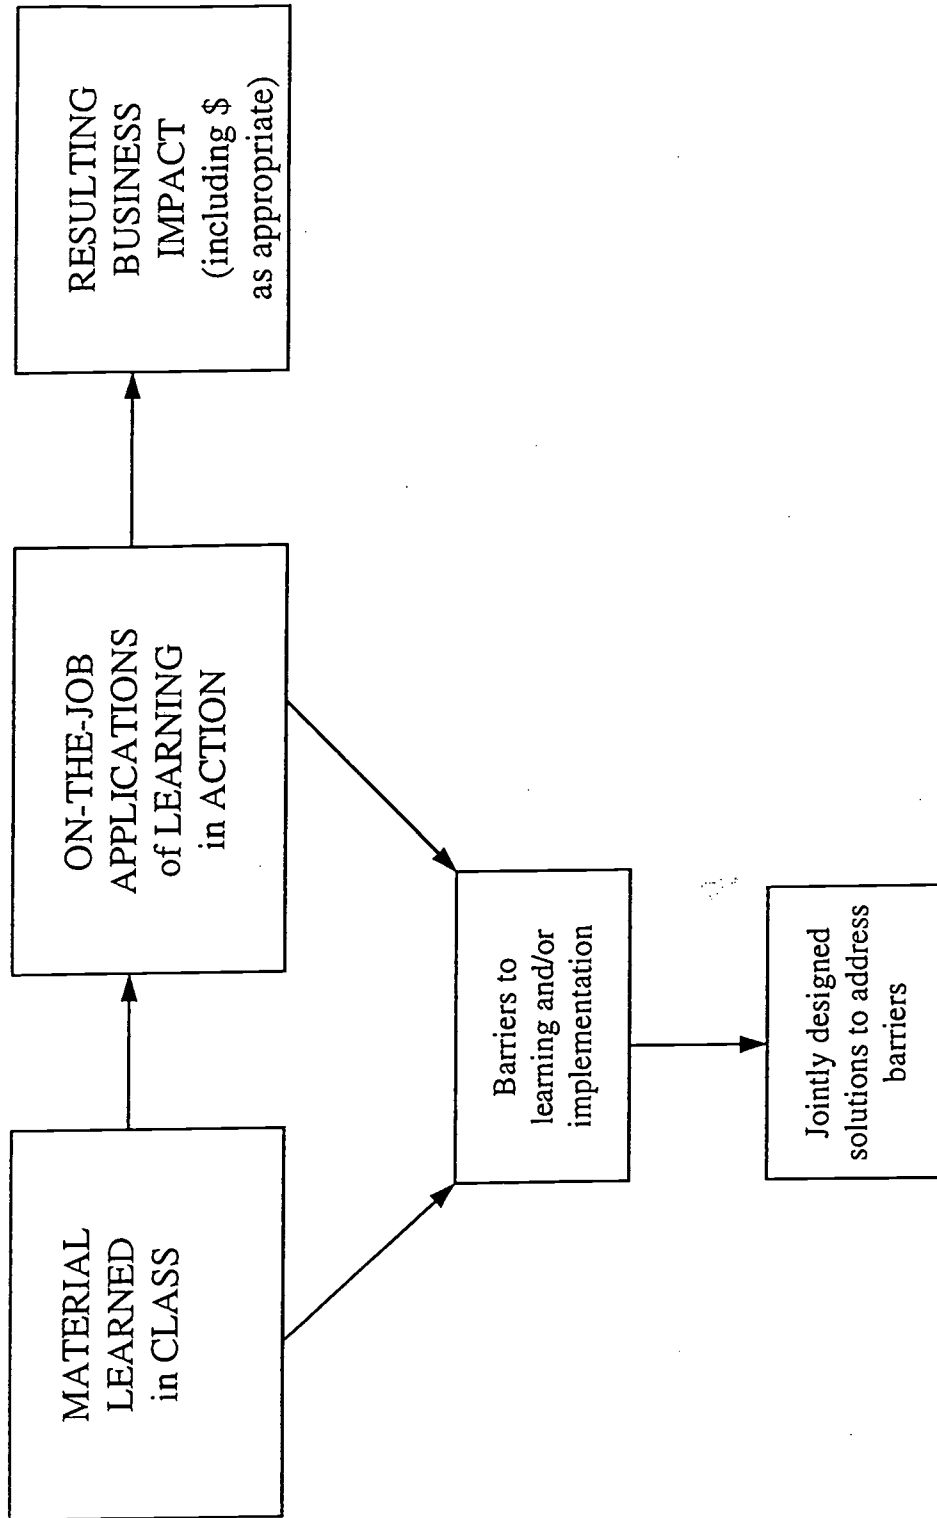 MATERIAL
LEARNED
in CLASS
ON-THE-JOB
APPLICATIONS
of LEARNING
in ACTION
RESULTING
BUSINESS
IMPACT
(including $
as appropriate)
Barriers to
learning and/or
implementation
Jointly designed
solutions to address
barriers